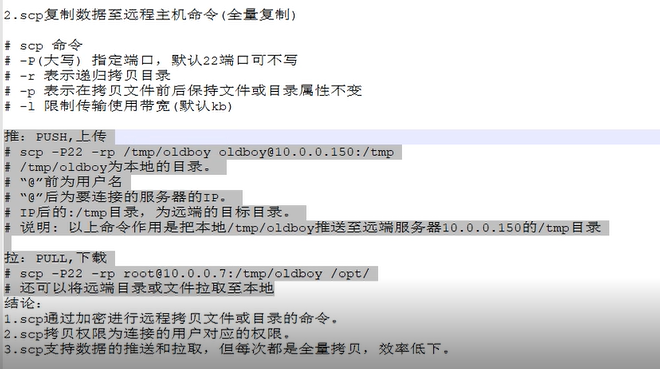 2.scp复制数据至远程主机命令(全量复制)
# scp 命令
# -P(大写) 指定端口，默认22端口可不写
# -r 表示递归拷贝目录
# -p 表示在拷贝文件前后保持文件或目录属性不变
# -l 限制传输使用带宽(默认kb)
推: PUSH,上传
# scp -P22 -rp /tmp/oldboy oldboy@10.0.0.150:/tmp
# /tmp/oldboy为本地的目录。
# “@”前为用户名
# “@”后为要连接的服务器的IP。
# IP后的:/tmp目录，为远端的目标目录。
# 说明: 以上命令作用是把本地/tmp/oldboy推送至远端服务器10.0.0.150的/tmp目录
拉: PULL,下载
# scp -P22 -rp root@10.0.0.7:/tmp/oldboy /opt/
# 还可以将远端目录或文件拉取至本地
结论:
1.scp通过加密进行远程拷贝文件或目录的命令。
2.scp拷贝权限为连接的用户对应的权限。
3.scp支持数据的推送和拉取，但每次都是全量拷贝，效率低下。